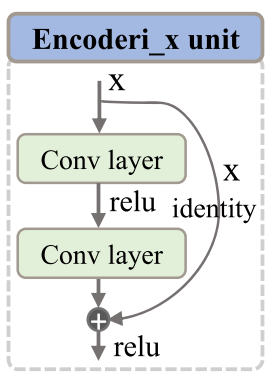 Encoderi_x unit
x
Conv layer
x
relu
identity
Conv layer
+
relu